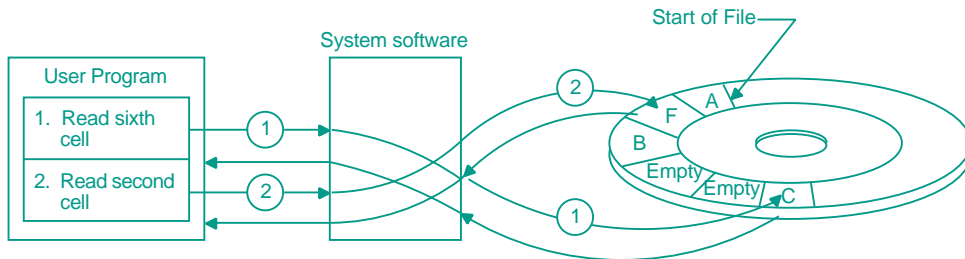 Start of File
System software
User Program
1. Read sixth
cell
2. Read second
cell
1
2
2
1
A
F
B
Empty
Empty
C